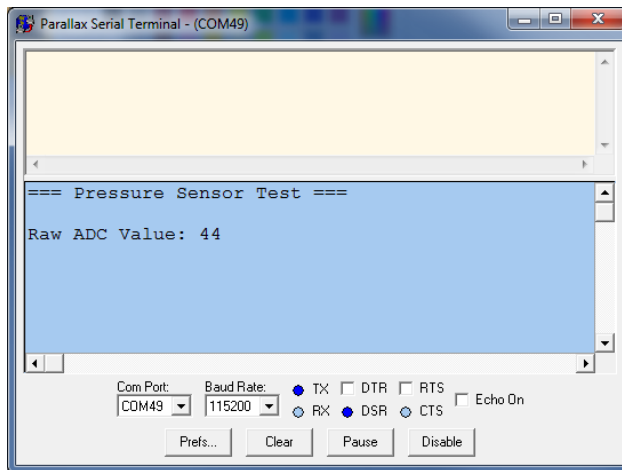 Parallax Serial Terminal - (COM49)
=== Pressure Sensor Test ===
Raw ADC Value: 44
Com Port: Baud Rate: TX DTR RTS
COM49 115200 RX DSR CTS Echo On
Prefs... Clear Pause Disable